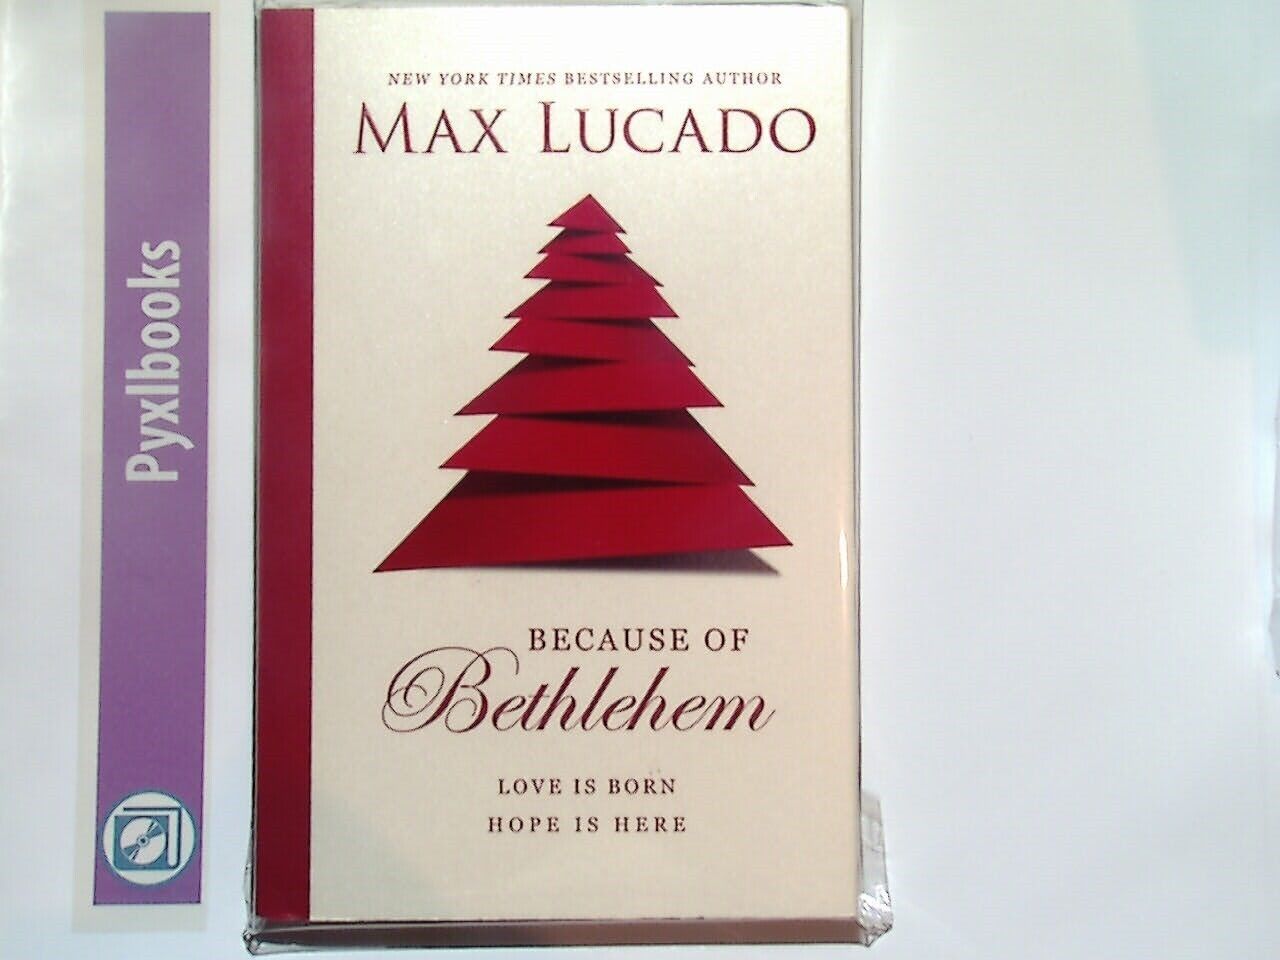 Pyxlbooks
NEW YORK TIMES BESTSELLING AUTHOR
MAX LUCADO
BECAUSE OF
Bethlehem
LOVE IS BORN
HOPE IS HERE